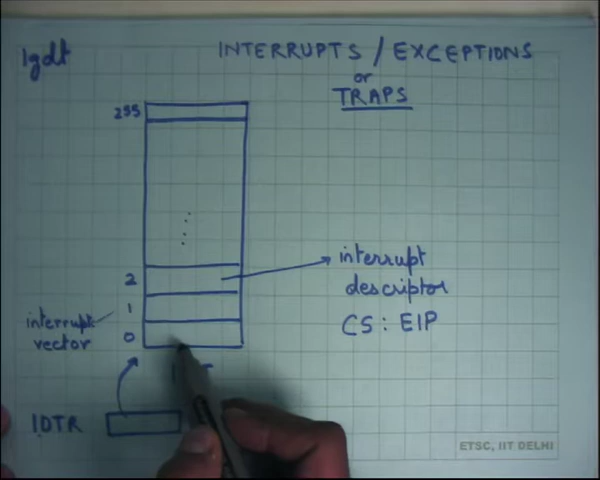 lgdt
INTERRUPTS / EXCEPTIONS
or
TRAPS
255
interrupt
descriptor
CS : EIP
2
1
0
interrupt
vector
IDTR
ETSC, IIT DELHI